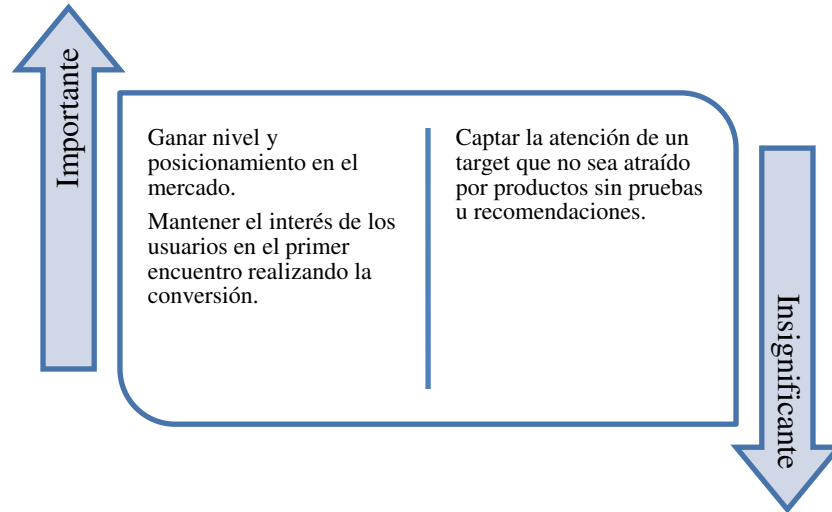 Importante
Ganar nivel y
posicionamiento en el
mercado.
Mantener el interés de los
usuarios en el primer
encuentro realizando la
conversión.
Captar la atención de un
target que no sea atraído
por productos sin pruebas
u recomendaciones.
Insignificante